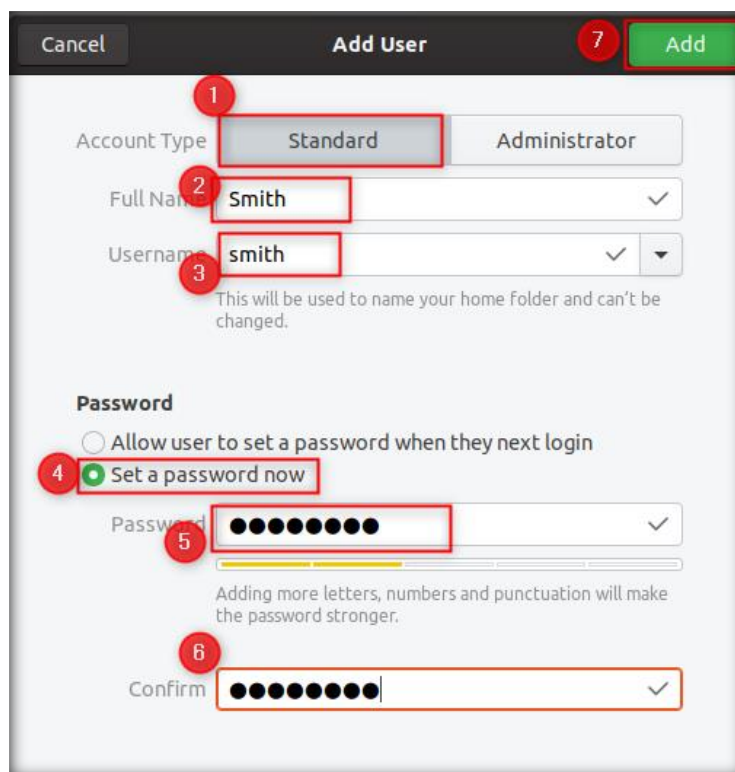 Cancel Add User 7 Add
1
Account Type Standard Administrator
2
Full Name Smith
Username smith
3
This will be used to name your home folder and can't be
changed.
Password
Allow user to set a password when they next login
4 Set a password now
Password ●●●●●●●●
5
Adding more letters, numbers and punctuation will make
the password stronger.
6
Confirm ●●●●●●●●